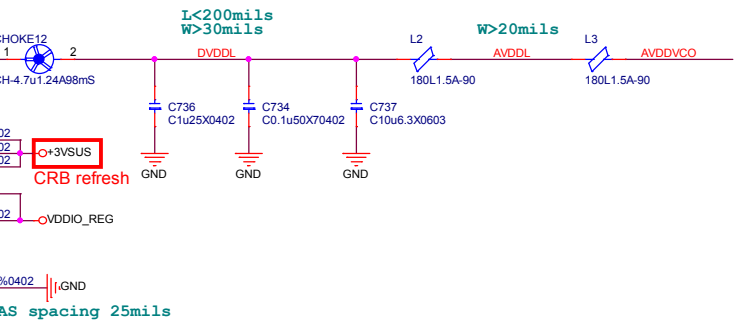 L<200mils
W>30mils
CHOKE12
1
2
DVDDL
L2
W>20mils
AVDDL
L3
AVDDVCO
CH-4.7u1.24A98mS
180L1.5A-90
180L1.5A-90
C736
C1u25X0402
C734
C0.1u50X70402
C737
C10u6.3X0603
02
02
02
+3VSUS
CRB refresh
GND
GND
GND
02
VDDIO_REG
%0402
GND
AS spacing 25mils